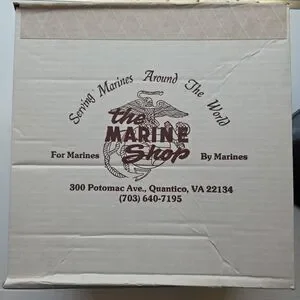 Serving Marines Around The World
the
MARINE
For Marines Shop By Marines
300 Potomac Ave., Quantico, VA 22134
(703) 640-7195